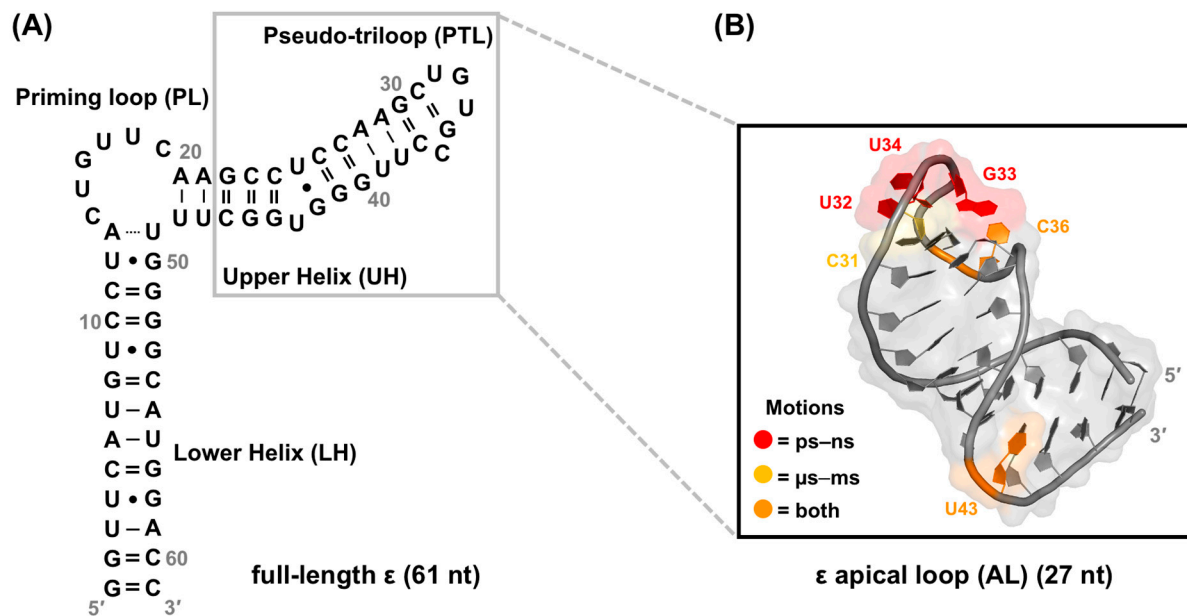 (A)
Pseudo-triloop (PTL)
Priming loop (PL)
30
C U G U G C
G U U C
20
A A G C C U C C A A G
U U C G G U G G G U U C C
40
U
C
A U
U • G 50
C = G
10 C = G
U • G
G = C
U – A
A – U
Lower Helix (LH)
C = G
U • G
U – A
G = C 60
G = C
5′ 3′
Upper Helix (UH)
full-length ε (61 nt)
(B)
U34
G33
U32
C36
C31
5′
3′
Motions
= ps–ns
= µs–ms
= both
U43
ε apical loop (AL) (27 nt)